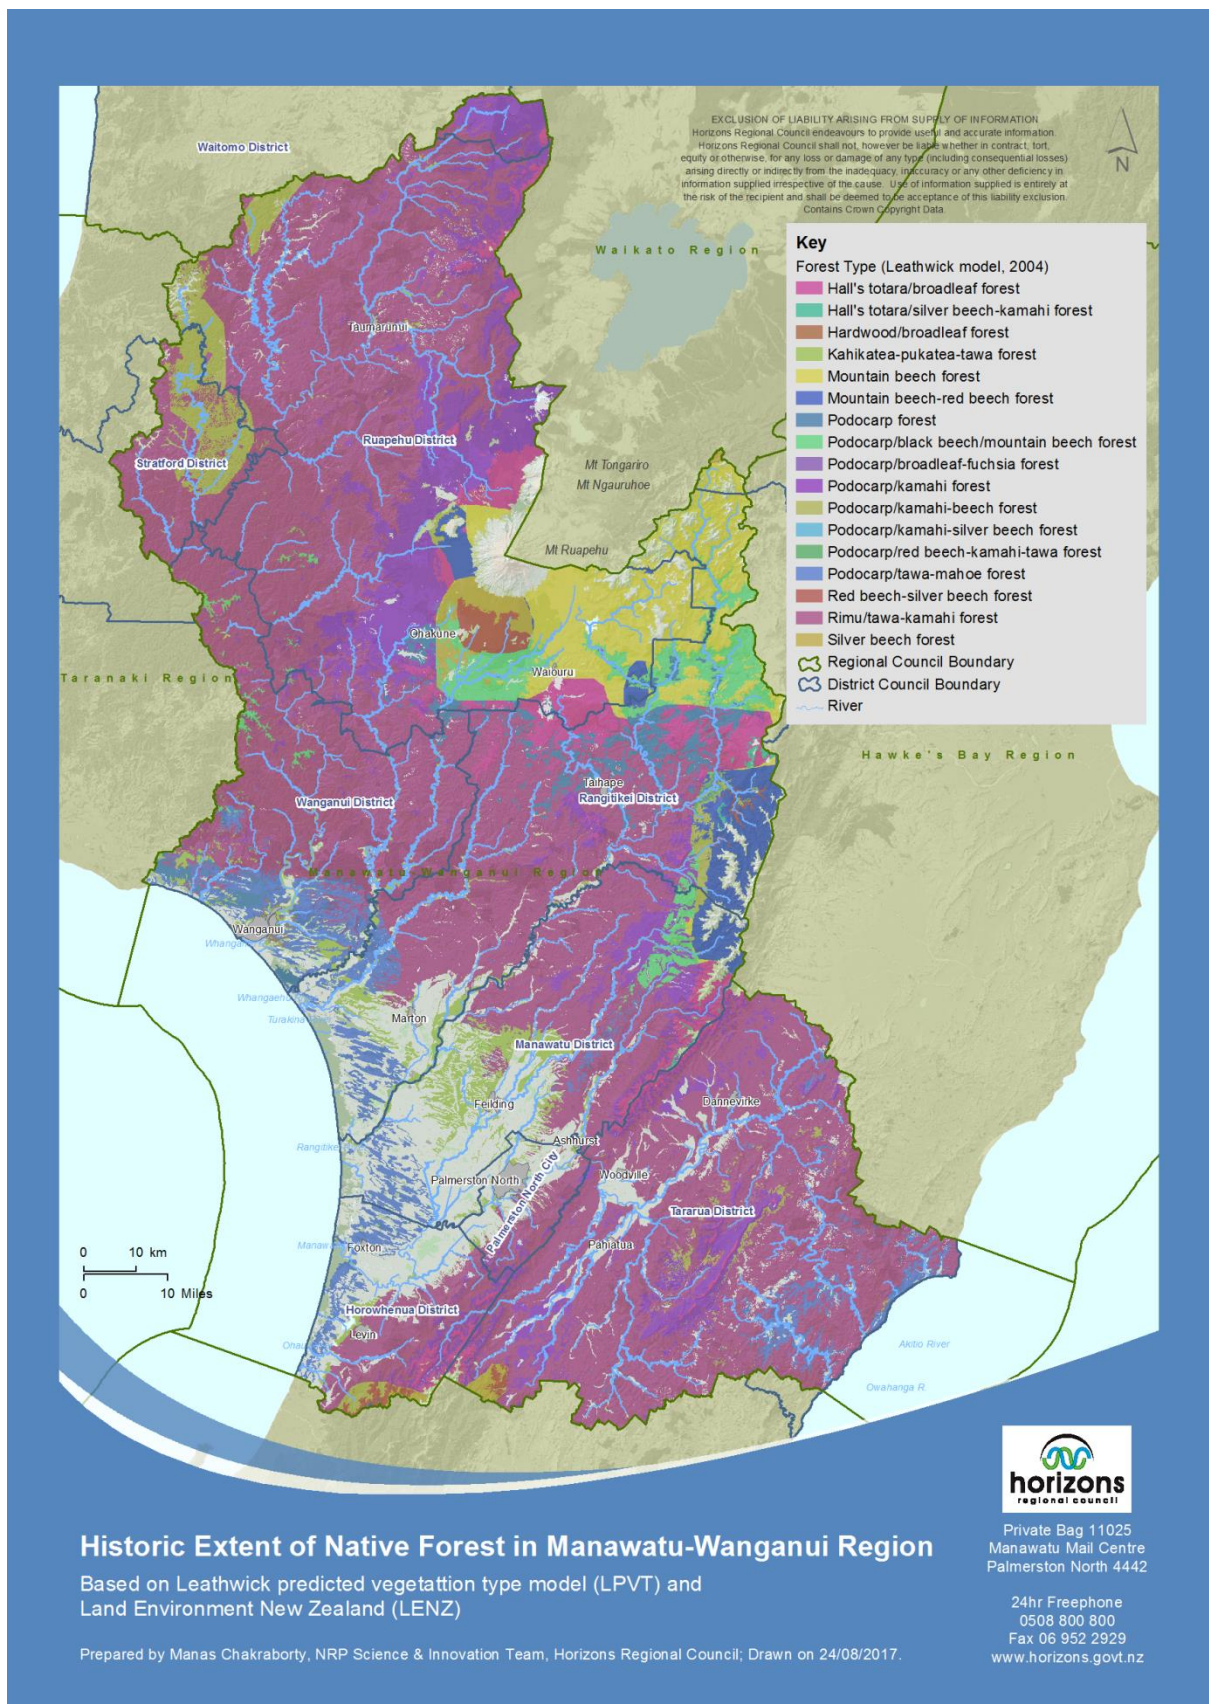 EXCLUSION OF LIABILITY ARISING FROM SUPPLY OF INFORMATION
Horizons Regional Council endeavours to provide useful and accurate information.
Horizons Regional Council shall not, however be liable whether in contract, tort,
equity or otherwise, for any loss or damage of any type (including consequential losses)
arising directly or indirectly from the inadequacy, inaccuracy or any other deficiency in
information supplied irrespective of the cause. Use of information supplied is entirely at
the risk of the recipient and shall be deemed to be acceptance of this liability exclusion.
Contains Crown Copyright Data.
N
Waitomo District
Waikato Region
Taumarunui
Ruapehu District
Stratford District
Mt Tongariro
Mt Ngauruhoe
Mt Ruapehu
Ohakune
Waiouru
Taranaki Region
Hawke's Bay Region
Taihape
Rangitikei District
Wanganui District
Manawatu-Wanganui Region
Wanganui
Whanga
Whangaehu
Turakina
Marton
Manawatu District
Feilding
Dannevirke
Ashhurst
Rangitike
Palmerston North
Palmerston North City
Woodville
Tararua District
Pahiatua
Manaw
Foxton
Horowhenua District
Levin
Ohau
Akitio River
Owahanga R
0 10 km
0 10 Miles
Key
Forest Type (Leathwick model, 2004)
Hall's totara/broadleaf forest
Hall's totara/silver beech-kamahi forest
Hardwood/broadleaf forest
Kahikatea-pukatea-tawa forest
Mountain beech forest
Mountain beech-red beech forest
Podocarp forest
Podocarp/black beech/mountain beech forest
Podocarp/broadleaf-fuchsia forest
Podocarp/kamahi forest
Podocarp/kamahi-beech forest
Podocarp/kamahi-silver beech forest
Podocarp/red beech-kamahi-tawa forest
Podocarp/tawa-mahoe forest
Red beech-silver beech forest
Rimu/tawa-kamahi forest
Silver beech forest
Regional Council Boundary
District Council Boundary
River
horizons
regional council
Private Bag 11025
Manawatu Mail Centre
Palmerston North 4442
24hr Freephone
0508 800 800
Fax 06 952 2929
www.horizons.govt.nz
Historic Extent of Native Forest in Manawatu-Wanganui Region
Based on Leathwick predicted vegetattion type model (LPVT) and
Land Environment New Zealand (LENZ)
Prepared by Manas Chakraborty, NRP Science & Innovation Team, Horizons Regional Council; Drawn on 24/08/2017.